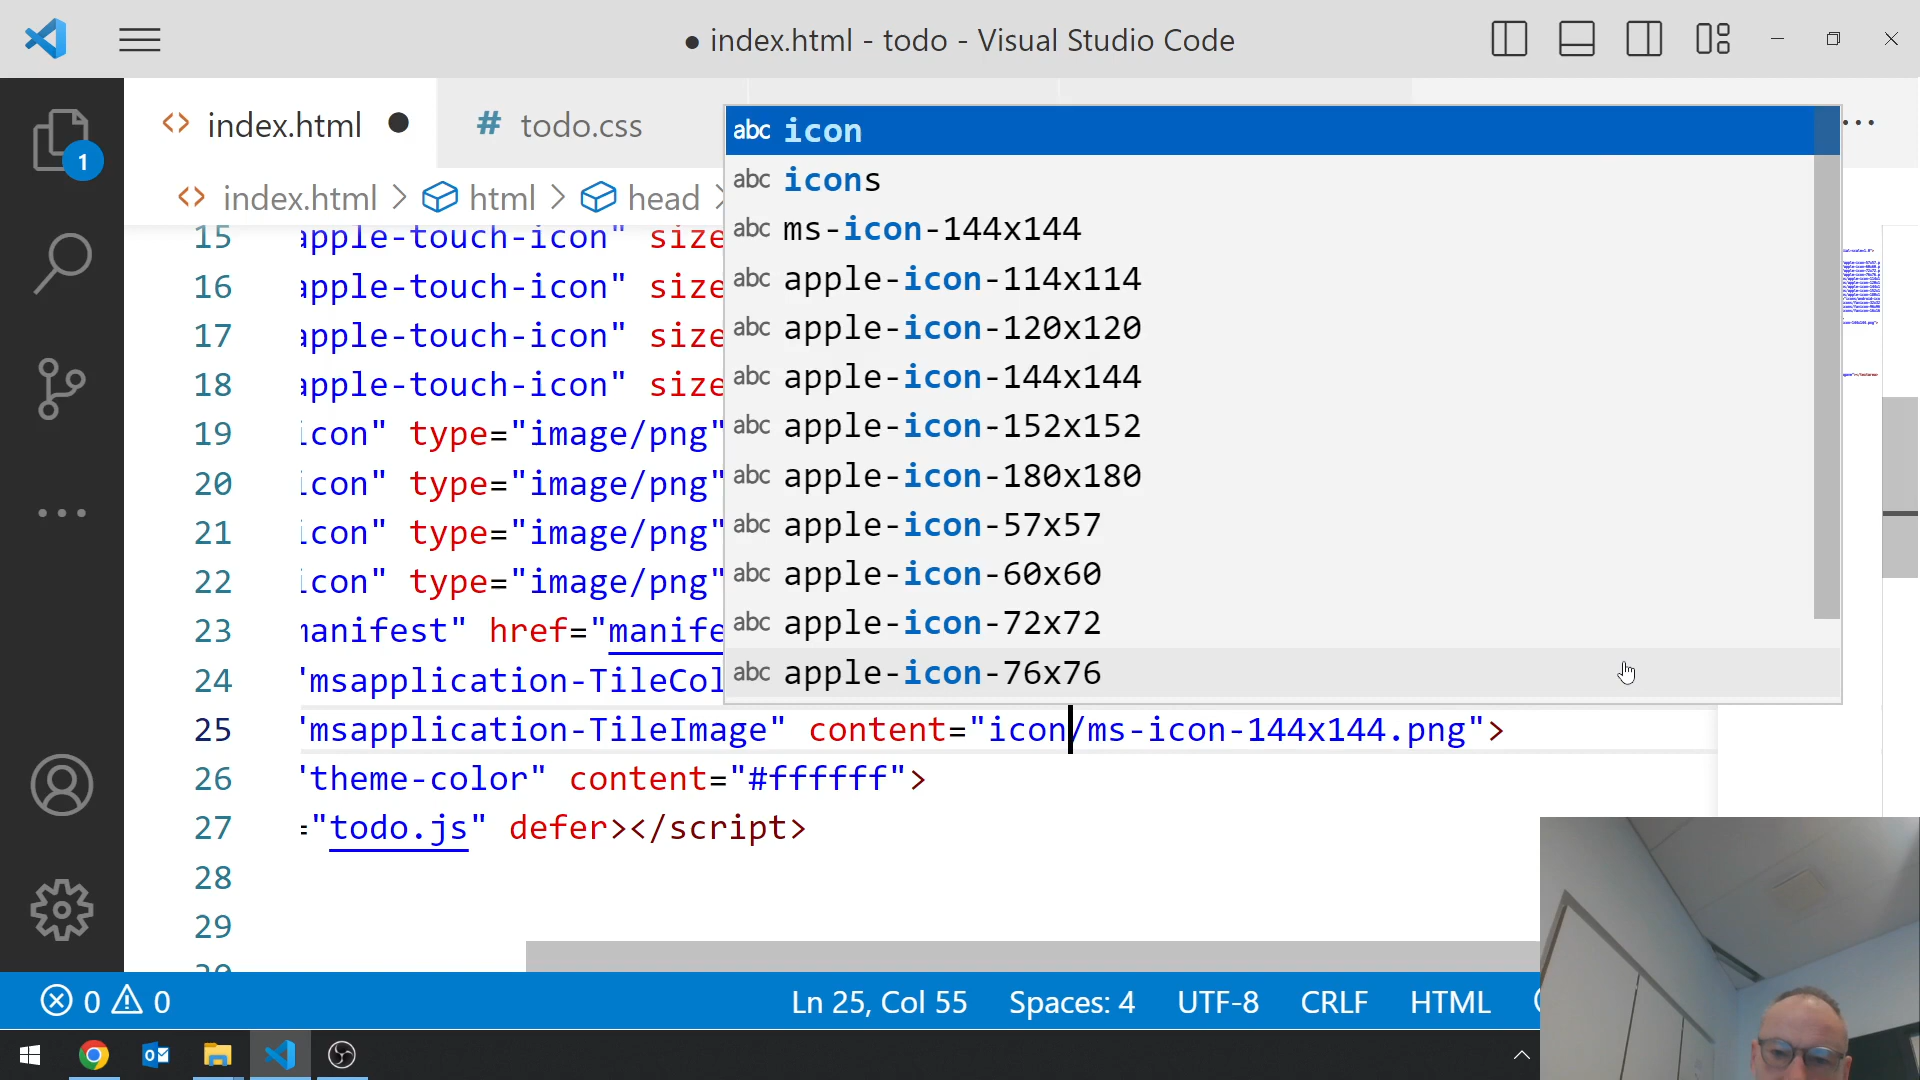 ● index.html - todo - Visual Studio Code
index.html
# todo.css
index.html > html > head >
1
15 apple-touch-icon" size
16 apple-touch-icon" size
17 apple-touch-icon" size
18 apple-touch-icon" size
19 icon" type="image/png"
20 icon" type="image/png"
21 icon" type="image/png"
22 icon" type="image/png"
23 manifest" href="manife
24 "msapplication-TileCol
25 "msapplication-TileImage" content="icon/ms-icon-144x144.png">
26 "theme-color" content="#ffffff">
27 ="todo.js" defer></script>
28
29
30
abc icon
abc icons
abc ms-icon-144x144
abc apple-icon-114x114
abc apple-icon-120x120
abc apple-icon-144x144
abc apple-icon-152x152
abc apple-icon-180x180
abc apple-icon-57x57
abc apple-icon-60x60
abc apple-icon-72x72
abc apple-icon-76x76
0 0 Ln 25, Col 55 Spaces: 4 UTF-8 CRLF HTML